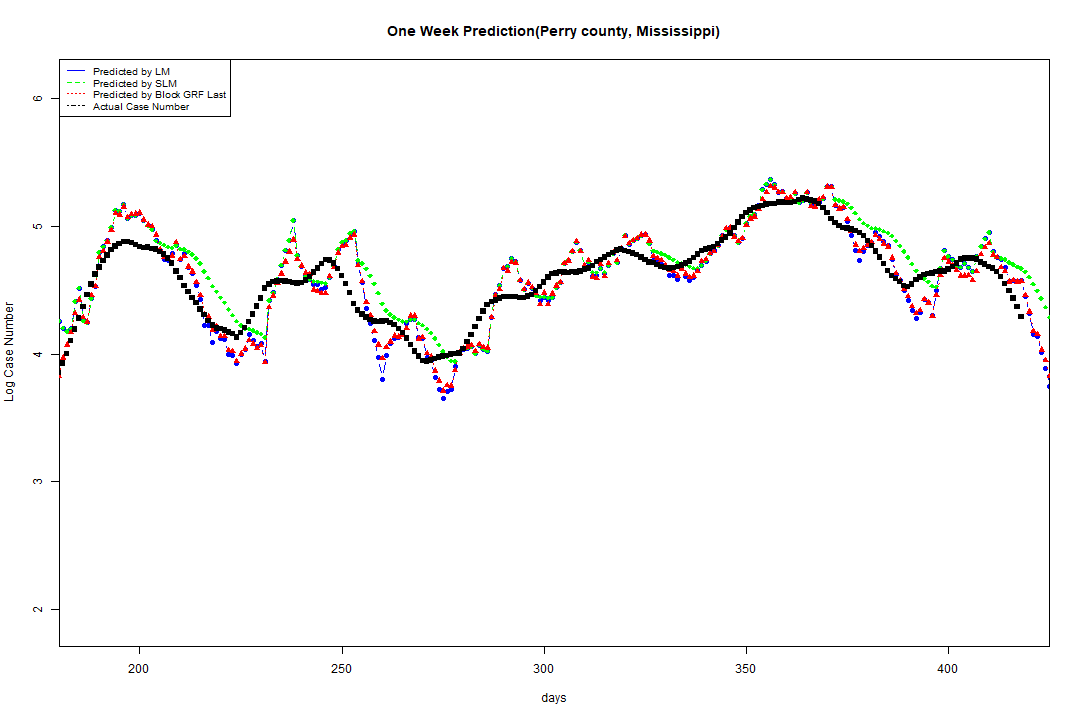 One Week Prediction(Perry county, Mississippi)
Predicted by LM
Predicted by SLM
Predicted by Block GRF Last
Actual Case Number
6
5
4
3
2
Log Case Number
200 250 300 350 400
days